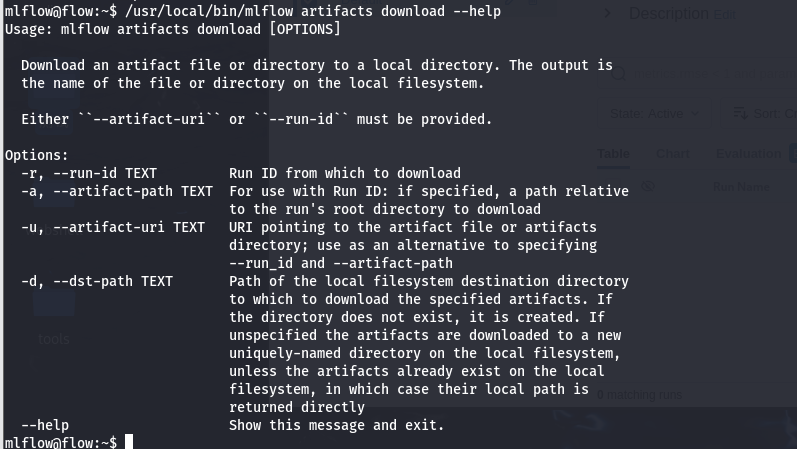 mlflow@flow:~$ /usr/local/bin/mlflow artifacts download --help
Usage: mlflow artifacts download [OPTIONS]
Download an artifact file or directory to a local directory. The output is
the name of the file or directory on the local filesystem.
Either ``--artifact-uri`` or ``--run-id`` must be provided.
Options:
-r, --run-id TEXT Run ID from which to download
-a, --artifact-path TEXT For use with Run ID: if specified, a path relative
to the run's root directory to download
-u, --artifact-uri TEXT URI pointing to the artifact file or artifacts
directory; use as an alternative to specifying
--run_id and --artifact-path
-d, --dst-path TEXT Path of the local filesystem destination directory
to which to download the specified artifacts. If
the directory does not exist, it is created. If
unspecified the artifacts are downloaded to a new
uniquely-named directory on the local filesystem,
unless the artifacts already exist on the local
filesystem, in which case their local path is
returned directly
--help Show this message and exit.
mlflow@flow:~$
Description Edit
State: Active
Sort: C
Table Chart Evaluation
Run Name
0 matching runs
tools